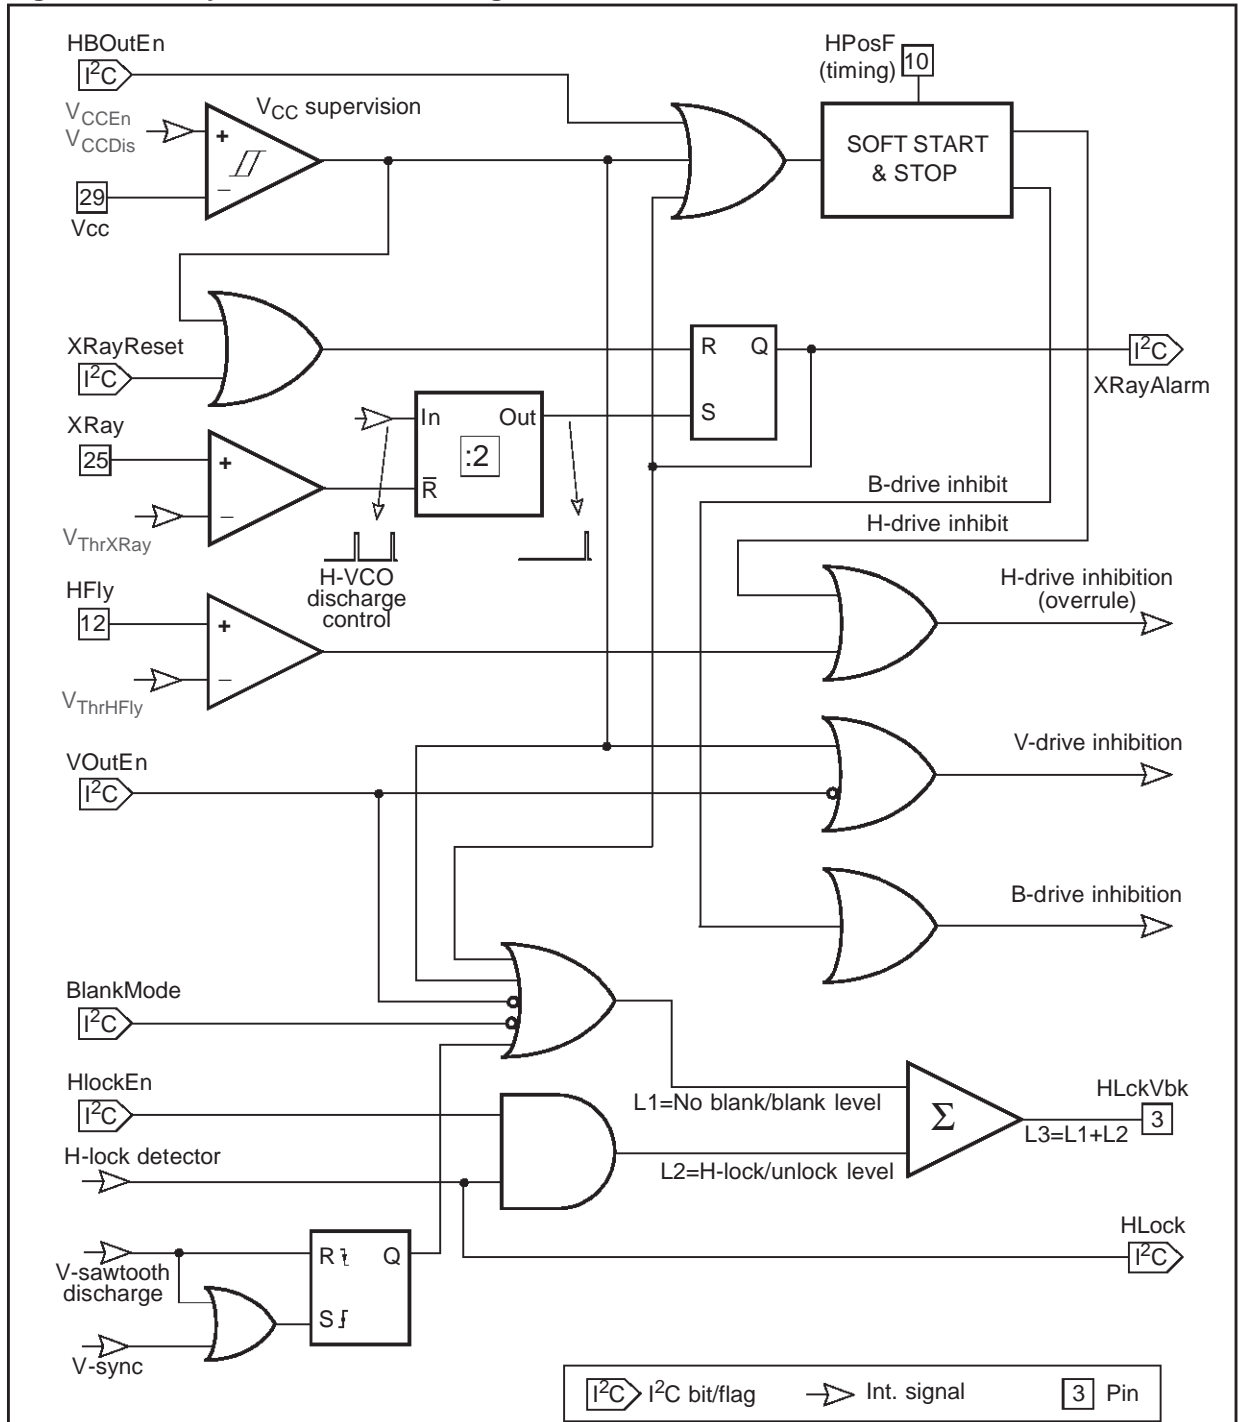 HBOutEn
I²C
VCCEn
VCCDis
+
−
VCC supervision
29
Vcc
HPosF
(timing)
10
SOFT START
& STOP
XRayReset
I²C
R
Q
S
I²C
XRayAlarm
XRay
25
+
−
VThrXRay
In
Out
:2
R̅
H-VCO
discharge
control
B-drive inhibit
H-drive inhibit
HFly
12
+
−
VThrHFly
H-drive inhibition
(overrule)
V-drive inhibition
VOutEn
I²C
B-drive inhibition
BlankMode
I²C
HlockEn
I²C
H-lock detector
L1=No blank/blank level
L2=H-lock/unlock level
Σ
HLckVbk
3
L3=L1+L2
HLock
I²C
V-sawtooth
discharge
R
Q
S
V-sync
I²C
I²C bit/flag
Int. signal
3
Pin